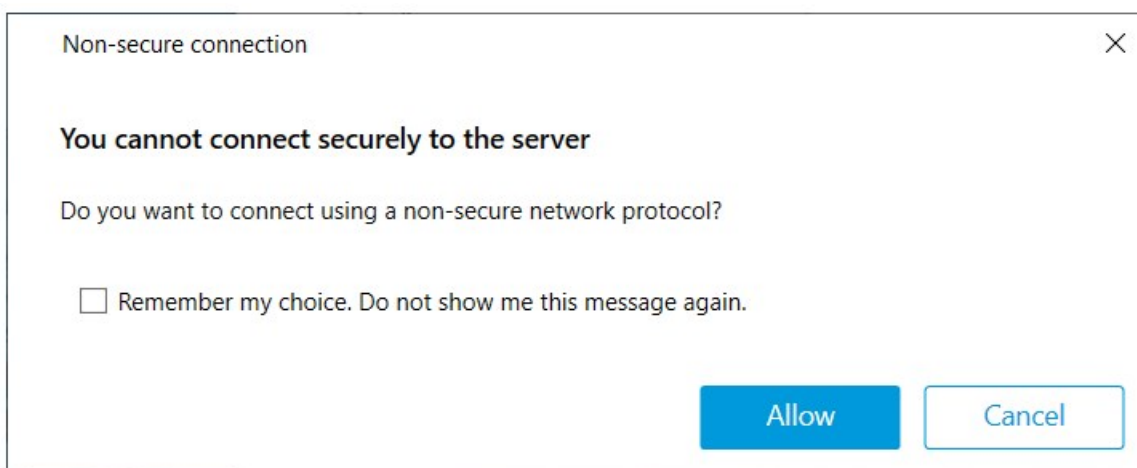 Non-secure connection
You cannot connect securely to the server
Do you want to connect using a non-secure network protocol?
Remember my choice. Do not show me this message again.
Allow
Cancel